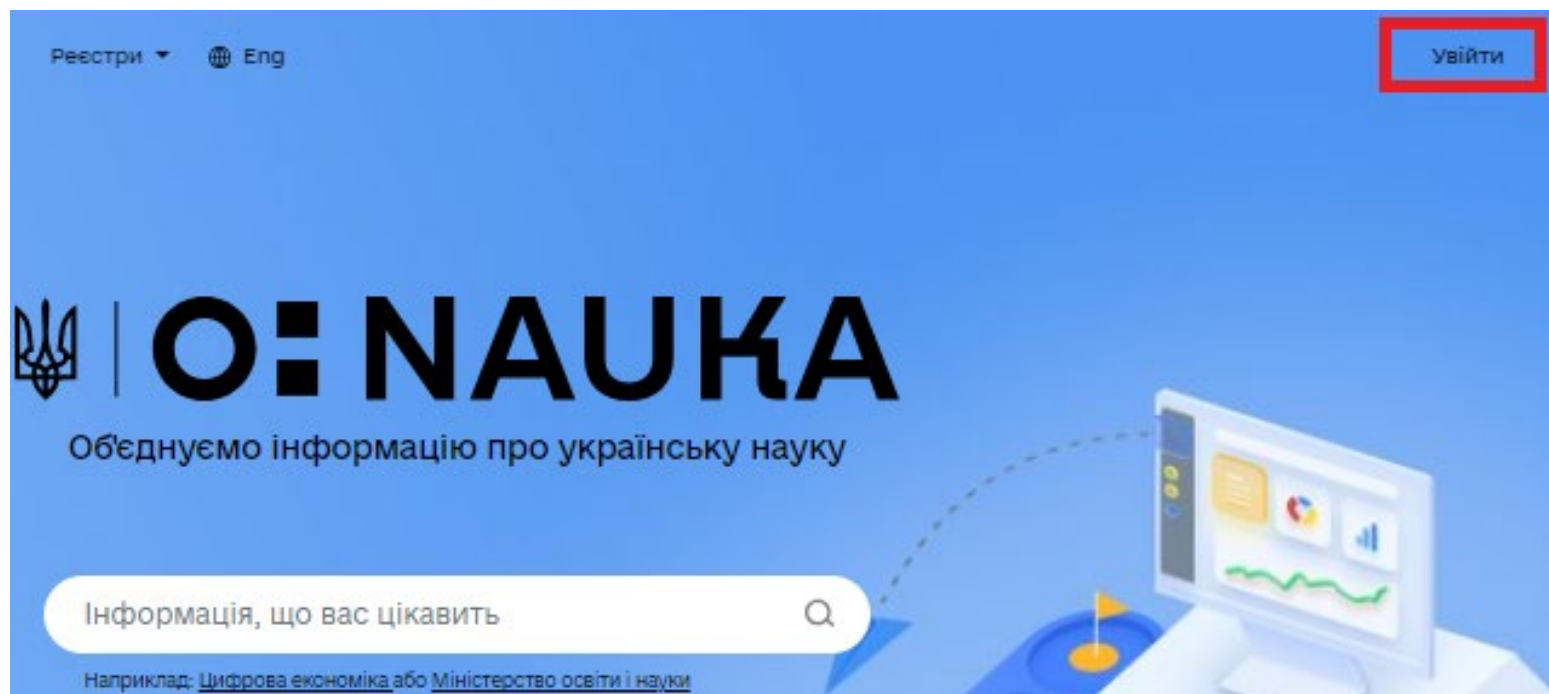 Реєстри Eng Увійти
O: NAUKA
Об'єднуємо інформацію про українську науку
Інформація, що вас цікавить
Наприклад: Цифрова економіка або Міністерство освіти і науки